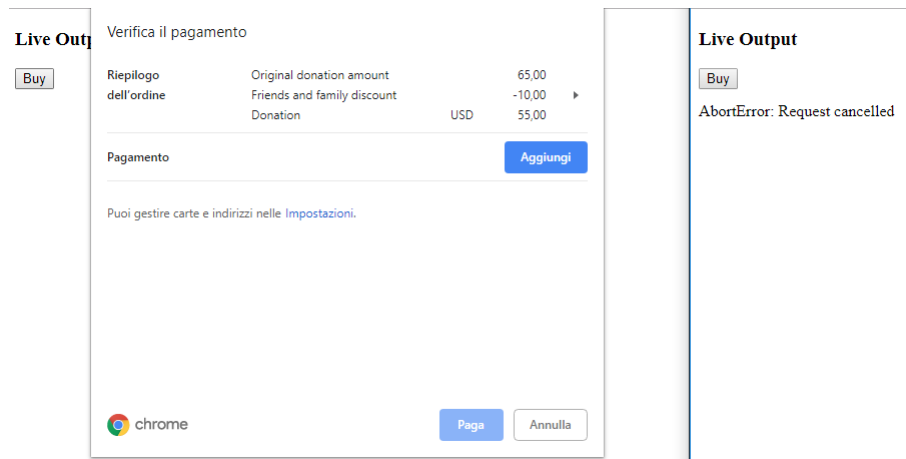 Live Outp
Buy
Verifica il pagamento
Riepilogo dell'ordine
Original donation amount 65,00
Friends and family discount -10,00
Donation USD 55,00
Pagamento Aggiungi
Puoi gestire carte e indirizzi nelle Impostazioni.
chrome Paga Annulla
Live Output
Buy
AbortError: Request cancelled